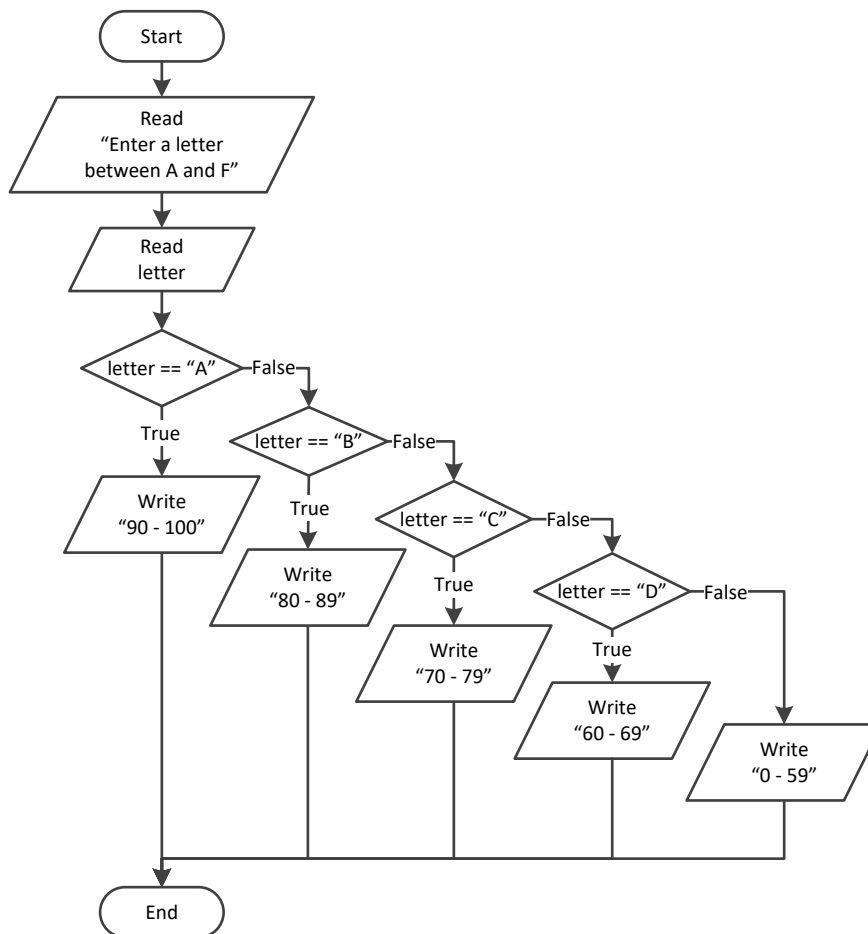 Start
Read
“Enter a letter
between A and F”
Read
letter
letter == “A”
False
True
letter == “B”
False
Write
“90 - 100”
True
letter == “C”
False
Write
“80 - 89”
True
letter == “D”
False
Write
“70 - 79”
True
Write
“60 - 69”
Write
“0 - 59”
End